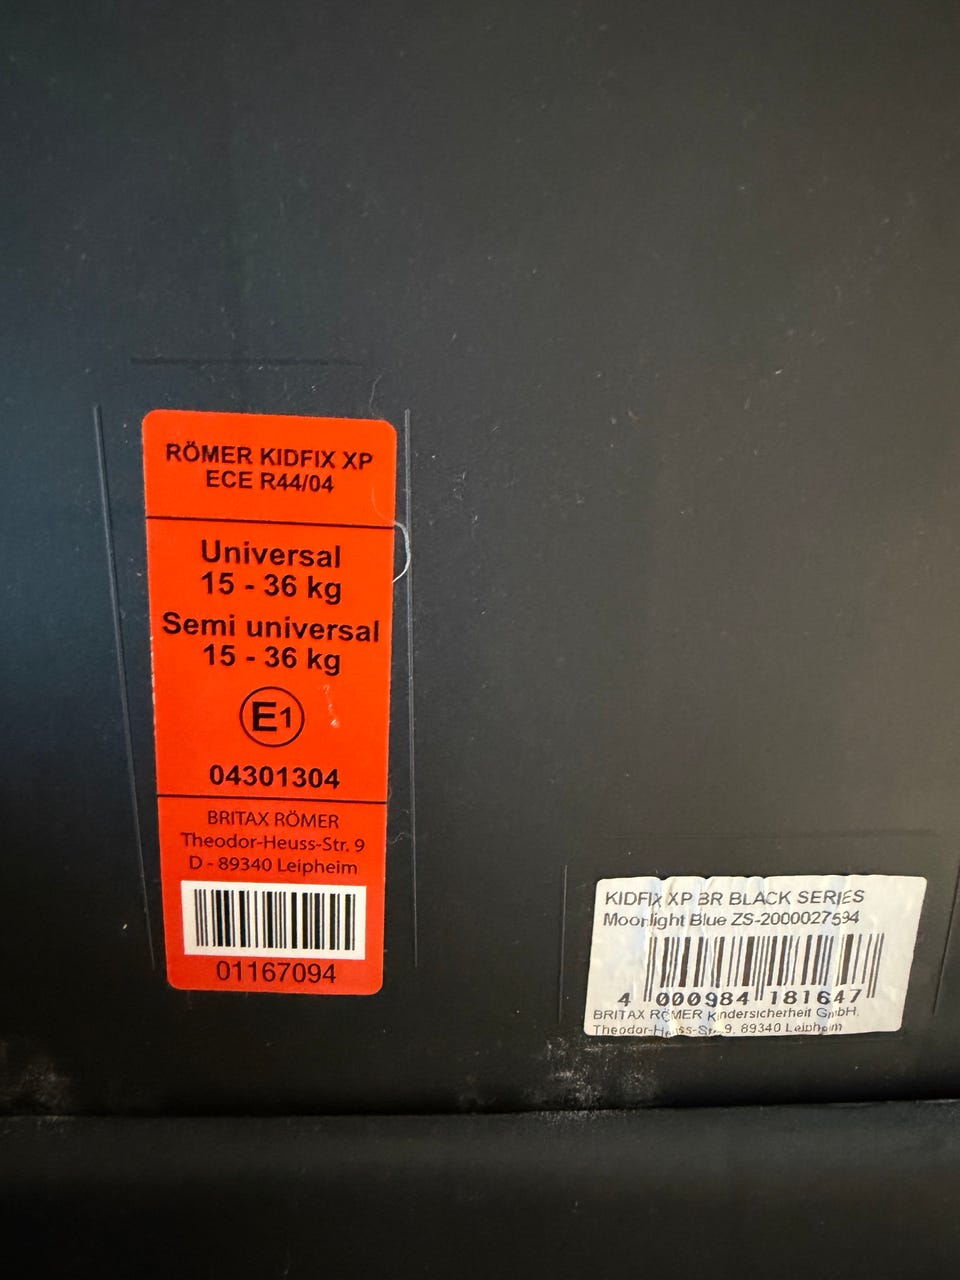 RÖMER KIDFIX XP
ECE R44/04
Universal
15 - 36 kg
Semi universal
15 - 36 kg
E1
04301304
BRITAX RÖMER
Theodor-Heuss-Str. 9
D - 89340 Leipheim
01167094
KIDFIX XP BR BLACK SERIES
Moonlight Blue ZS-2000027594
4 000984 181647
BRITAX RÖMER Kindersicherheit GmbH,
Theodor-Heuss-Str. 9, 89340 Leipheim